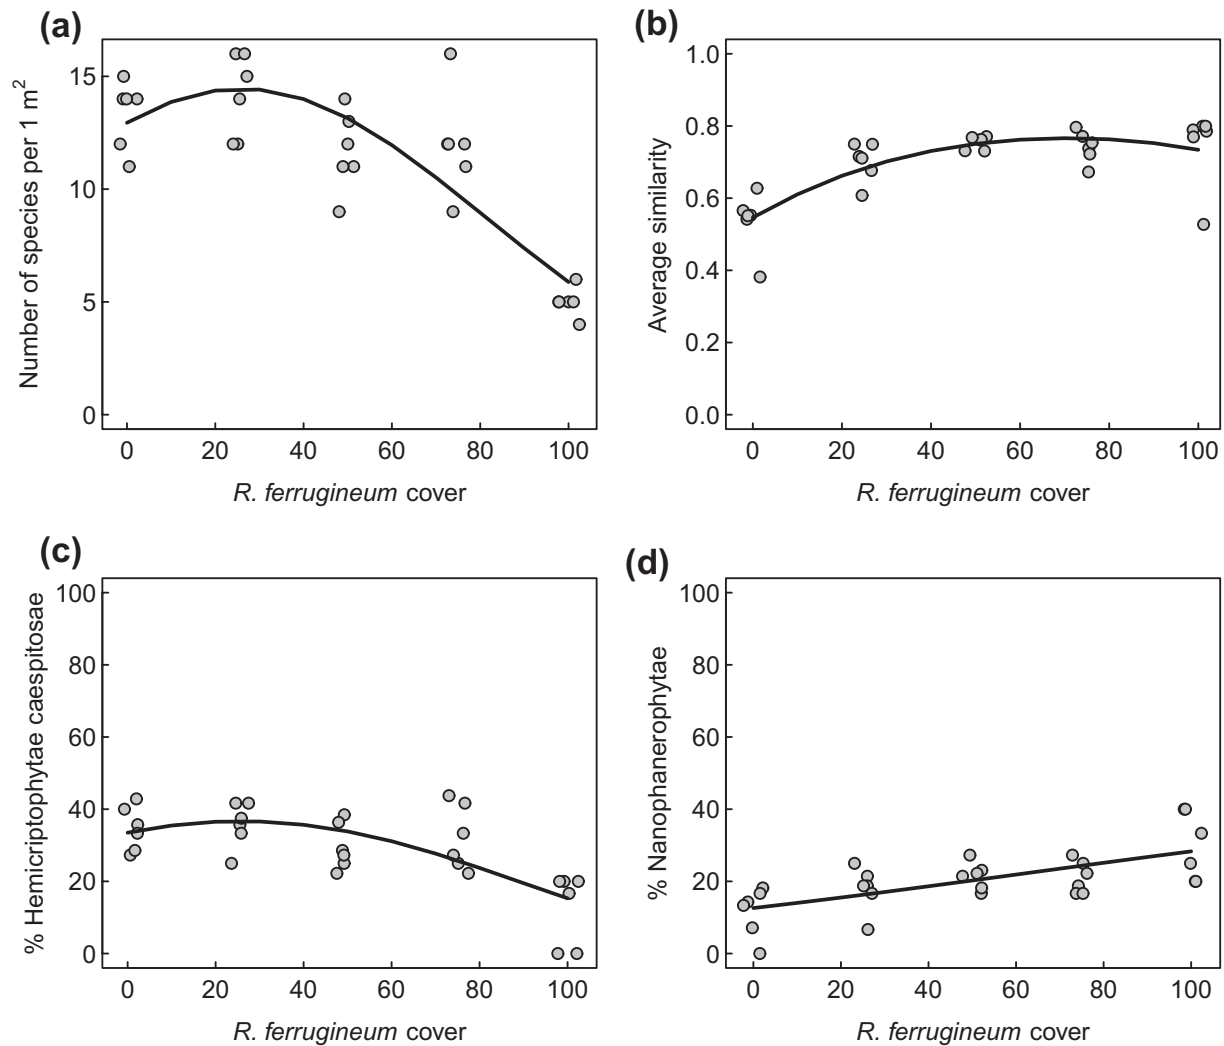 (a)
Number of species per 1 m²
15
10
5
0
0 20 40 60 80 100
R. ferrugineum cover
(b)
Average similarity
1.0
0.8
0.6
0.4
0.2
0.0
0 20 40 60 80 100
R. ferrugineum cover
(c)
% Hemicriptophytae caespitosae
100
80
60
40
20
0
0 20 40 60 80 100
R. ferrugineum cover
(d)
% Nanophanerophytae
100
80
60
40
20
0
0 20 40 60 80 100
R. ferrugineum cover